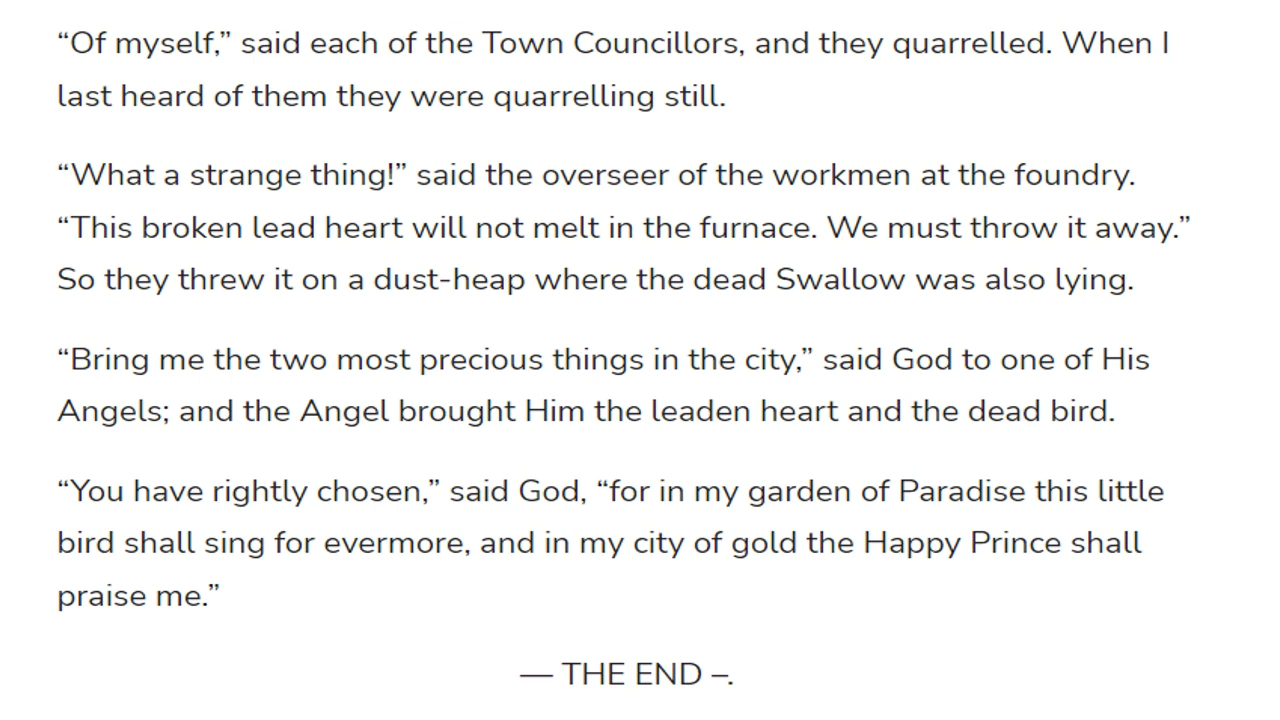 “Of myself,” said each of the Town Councillors, and they quarrelled. When I
last heard of them they were quarrelling still.
“What a strange thing!” said the overseer of the workmen at the foundry.
“This broken lead heart will not melt in the furnace. We must throw it away.”
So they threw it on a dust-heap where the dead Swallow was also lying.
“Bring me the two most precious things in the city,” said God to one of His
Angels; and the Angel brought Him the leaden heart and the dead bird.
“You have rightly chosen,” said God, “for in my garden of Paradise this little
bird shall sing for evermore, and in my city of gold the Happy Prince shall
praise me.”
— THE END –.